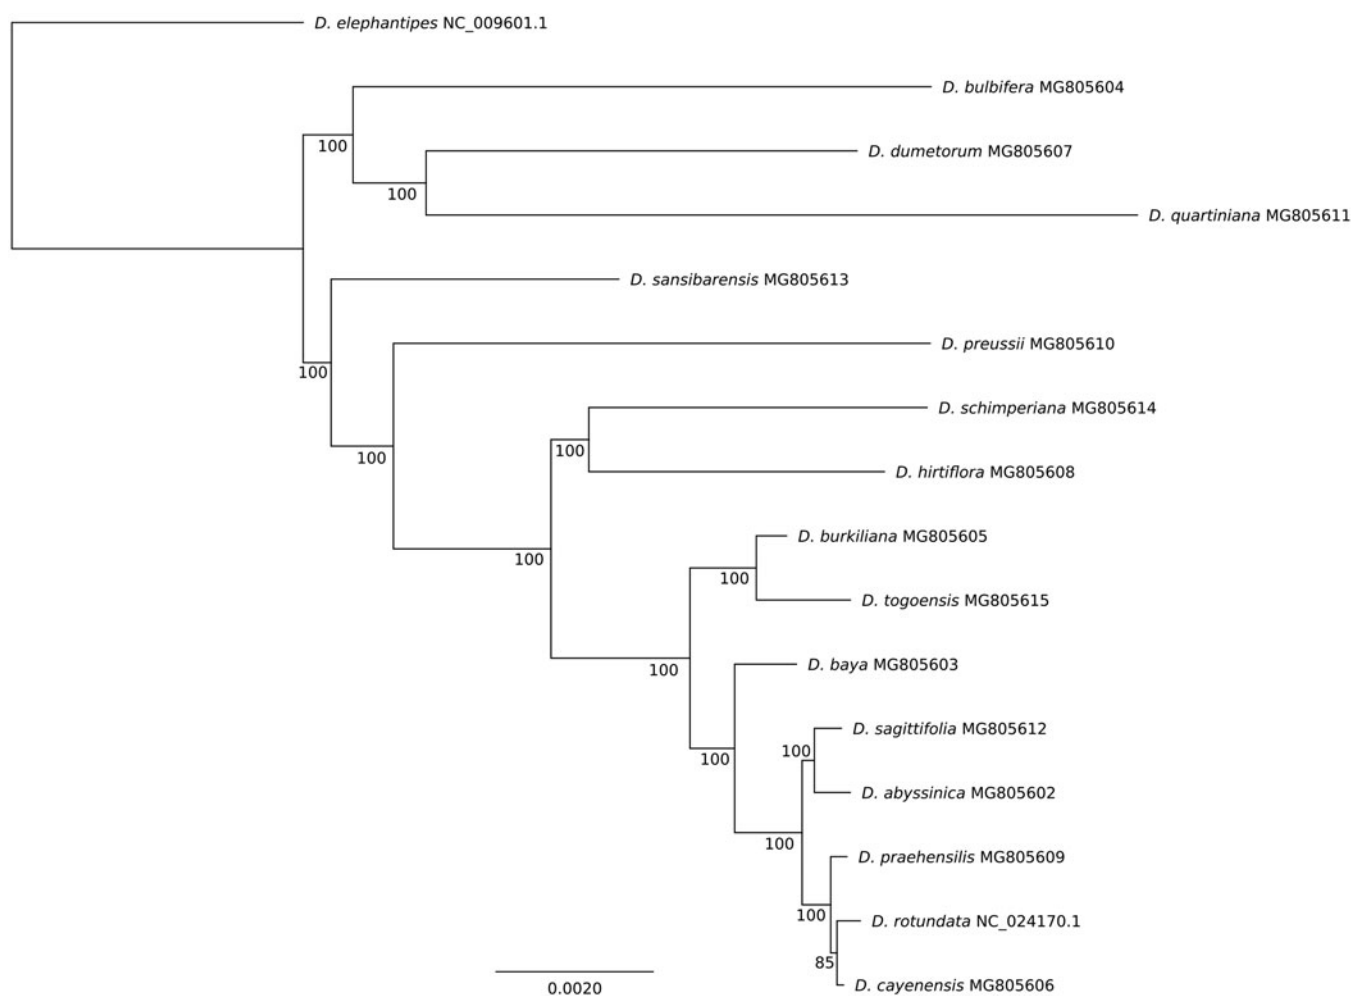 D. elephantipes NC_009601.1
D. bulbifera MG805604
100
D. dumetorum MG805607
100
D. quartiniana MG805611
D. sansibarensis MG805613
D. preussii MG805610
100
D. schimperiana MG805614
100
100
D. hirtiflora MG805608
D. burkiliana MG805605
100
100
D. togoensis MG805615
D. baya MG805603
100
D. sagittifolia MG805612
100
100
D. abyssinica MG805602
100
D. praehensilis MG805609
100
D. rotundata NC_024170.1
85
D. cayenensis MG805606
0.0020